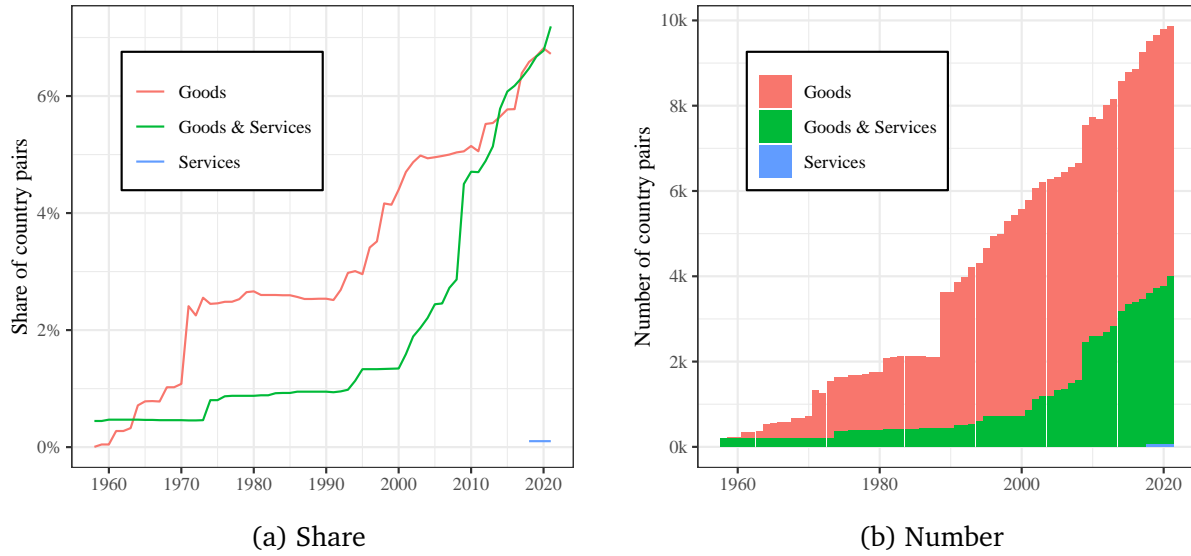 Share of country pairs
6%
4%
2%
0%
Goods
Goods & Services
Services
1960 1970 1980 1990 2000 2010 2020
(a) Share
Number of country pairs
10k
8k
6k
4k
2k
0k
Goods
Goods & Services
Services
1960 1980 2000 2020
(b) Number